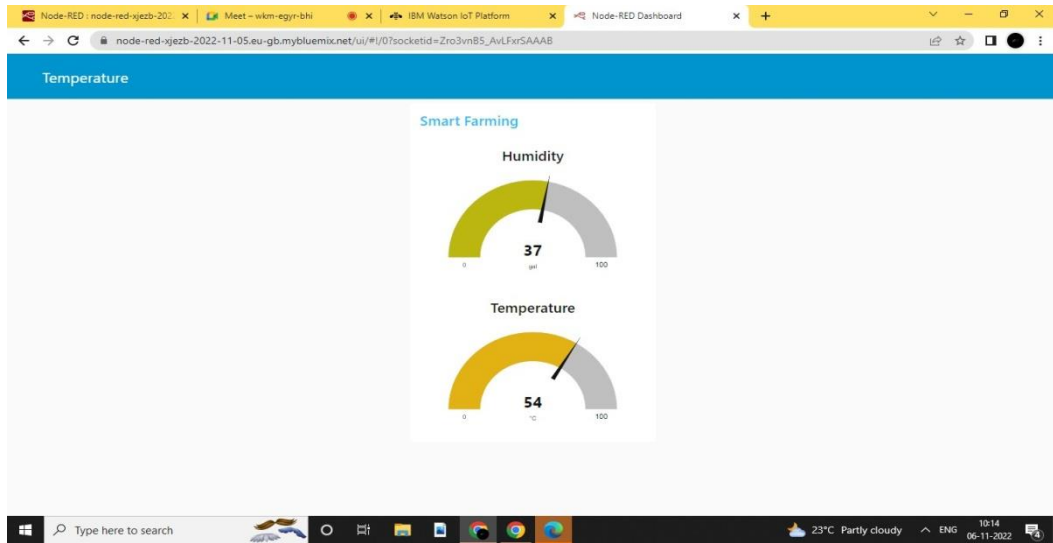 Node-RED : node-red-xjezb-202
Meet – wkm-egyr-bhi
IBM Watson IoT Platform
Node-RED Dashboard
node-red-xjezb-2022-11-05.eu-gb.mybluemix.net/ui/#!/0?socketid=Zro3vnB5_AvLFxrSAAAB
Temperature
Smart Farming
Humidity
37
gal
0
100
Temperature
54
°C
0
100
Type here to search
23°C Partly cloudy
ENG
10:14
06-11-2022
4